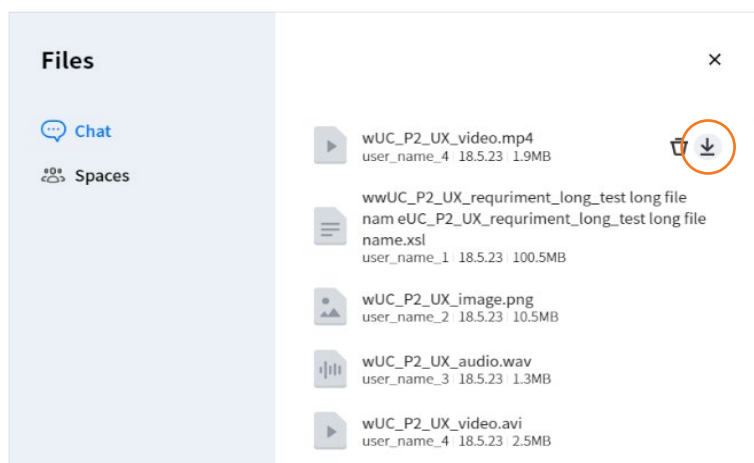 Files
Chat
Spaces
wUC_P2_UX_video.mp4
user_name_4 18.5.23 1.9MB
wwUC_P2_UX_requriment_long_test long file
nam eUC_P2_UX_requriment_long_test long file
name.xsl
user_name_1 18.5.23 100.5MB
wUC_P2_UX_image.png
user_name_2 18.5.23 10.5MB
wUC_P2_UX_audio.wav
user_name_3 18.5.23 1.3MB
wUC_P2_UX_video.avi
user_name_4 18.5.23 2.5MB